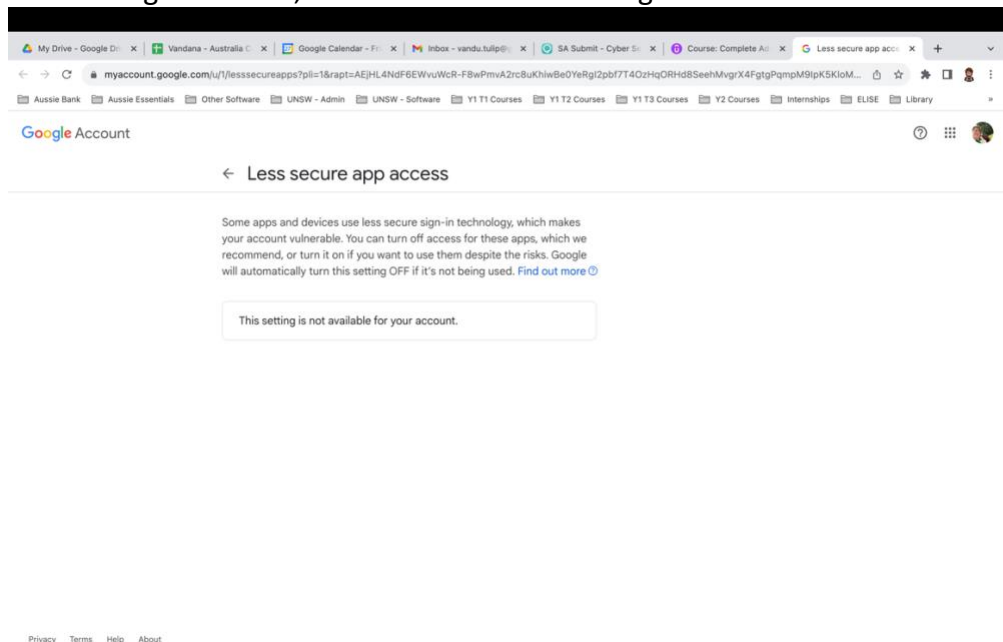 My Drive - Google Dr
Vandana - Australia C
Google Calendar - Fri
Inbox - vandu.tulip@
SA Submit - Cyber Se
Course: Complete Ad
Less secure app acce
myaccount.google.com/u/1/lesssecureapps?pli=1&rapt=
Aussie Bank
Aussie Essentials
Other Software
UNSW - Admin
UNSW - Software
Y1 T1 Courses
Y1 T2 Courses
Y1 T3 Courses
Y2 Courses
Internships
ELISE
Library
Google Account
Less secure app access
Some apps and devices use less secure sign-in technology, which makes
your account vulnerable. You can turn off access for these apps, which we
recommend, or turn it on if you want to use them despite the risks. Google
will automatically turn this setting OFF if it's not being used. Find out more
This setting is not available for your account.
Privacy Terms Help About